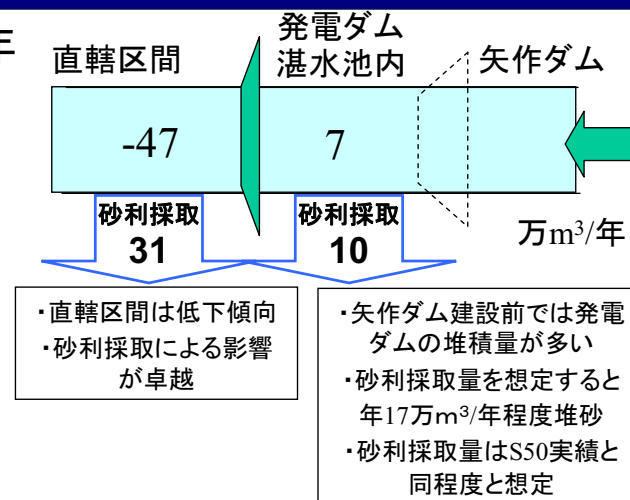 年
直轄区間
発電ダム
湛水池内
矢作ダム
-47
7
砂利採取
31
砂利採取
10
万m³/年
・直轄区間は低下傾向
・砂利採取による影響
が卓越
・矢作ダム建設前では発電
ダムの堆積量が多い
・砂利採取量を想定すると
年17万m³/年程度堆砂
・砂利採取量はS50実績と
同程度と想定